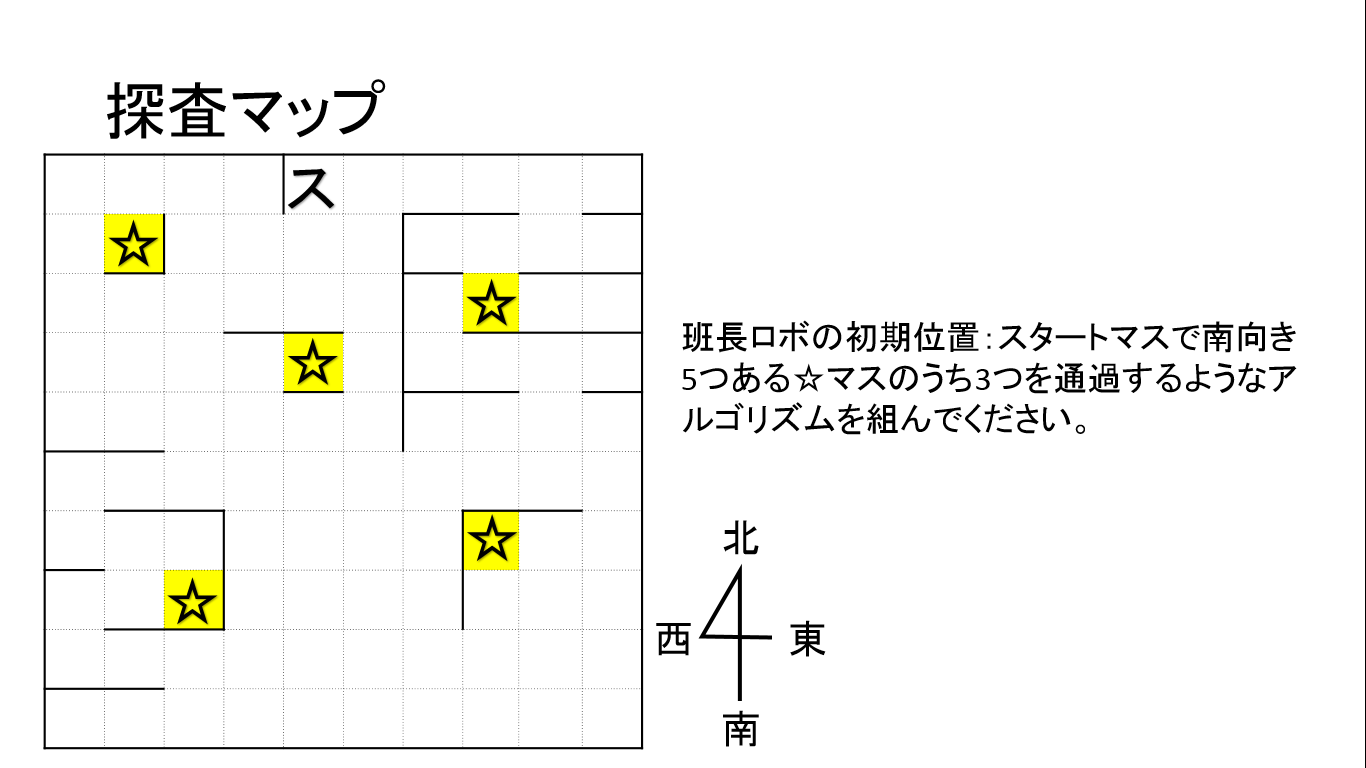 探査マップ
ス
☆
☆
☆
☆
☆
班長ロボの初期位置：スタートマスで南向き
5つある☆マスのうち3つを通過するようなア
ルゴリズムを組んでください。
北
西 東
南